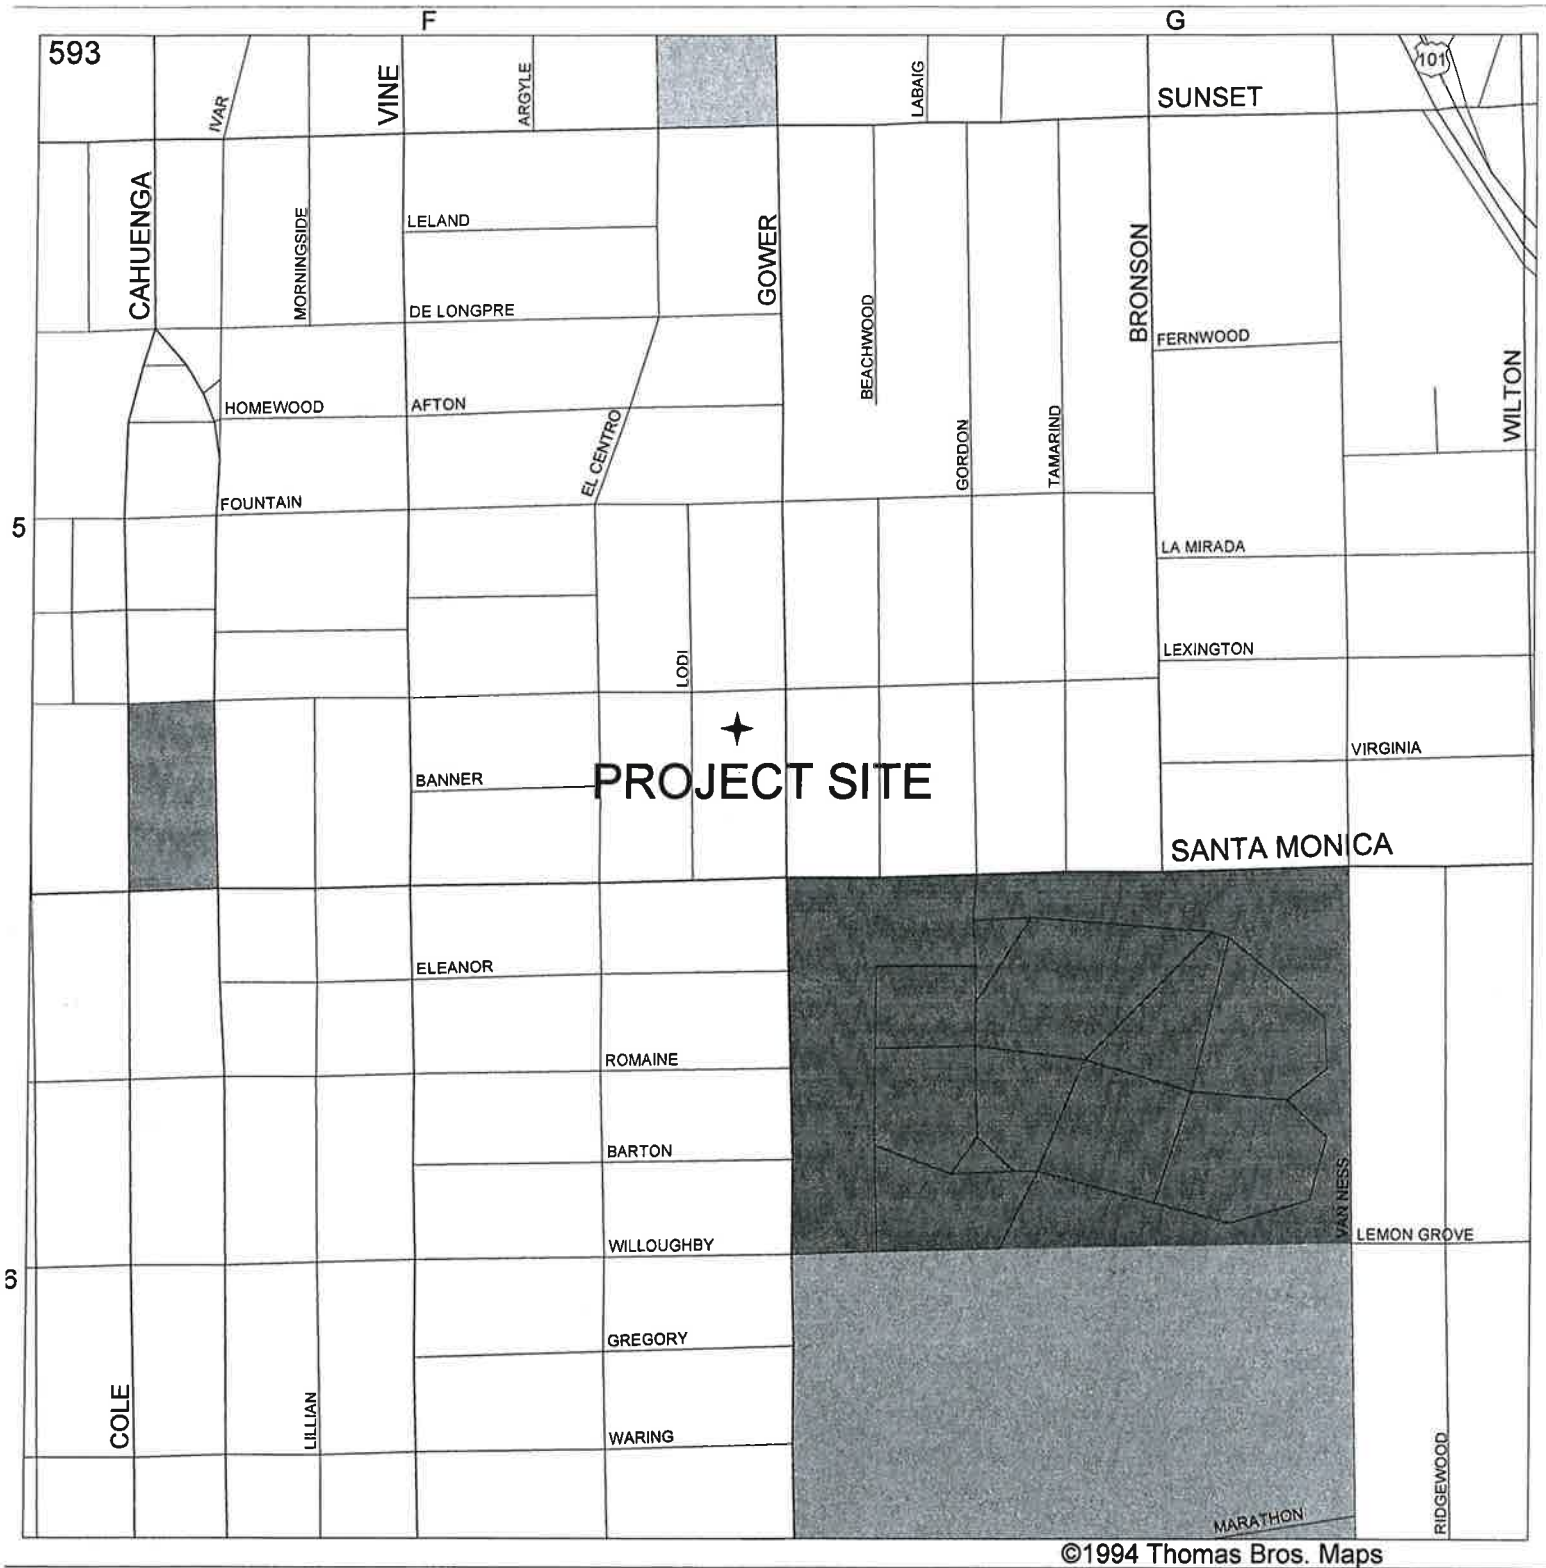 F
G
593
IVAR
VINE
ARGYLE
LABAIG
SUNSET
101
CAHUENGA
MORNINGSIDE
LELAND
DE LONGPRE
GOWER
BEACHWOOD
BRONSON
FERNWOOD
WILTON
HOMEWOOD
AFTON
EL CENTRO
GORDON
TAMARIND
FOUNTAIN
5
LA MIRADA
LODI
LEXINGTON
BANNER
PROJECT SITE
VIRGINIA
SANTA MONICA
ELEANOR
ROMAINE
BARTON
VAN NESS
WILLOUGHBY
LEMON GROVE
6
GREGORY
COLE
LILLIAN
WARING
RIDGEWOOD
MARATHON
©1994 Thomas Bros. Maps